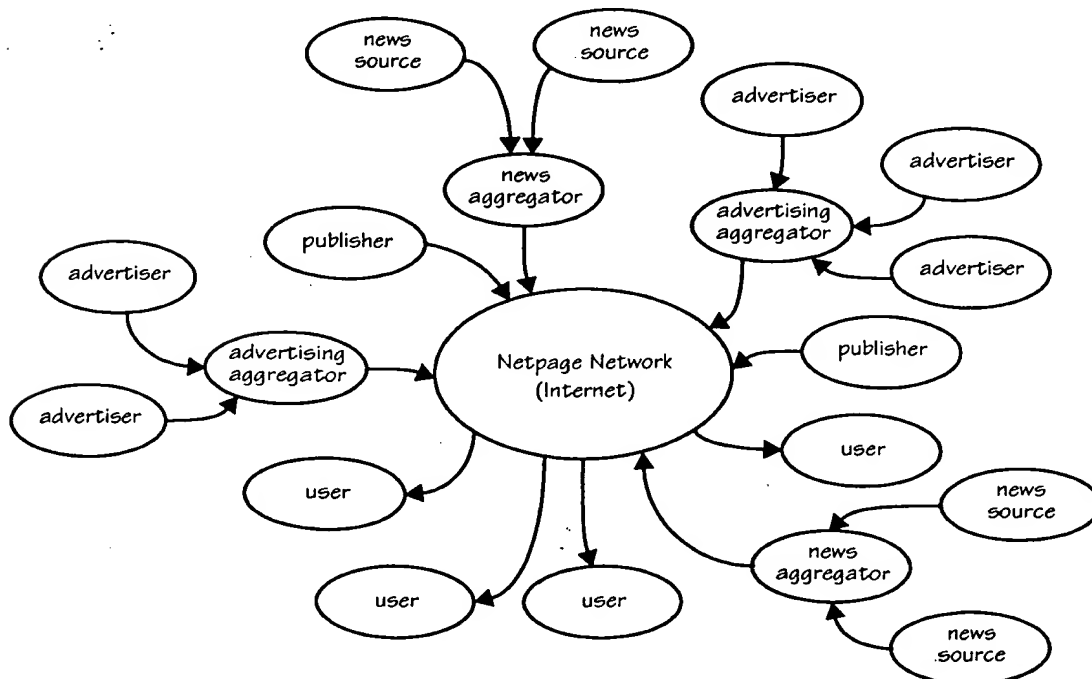 news
source
news
source
advertiser
advertiser
news
aggregator
advertising
aggregator
publisher
advertiser
advertiser
advertising
aggregator
Netpage Network
(Internet)
publisher
advertiser
user
user
news
source
news
aggregator
user
user
news
source